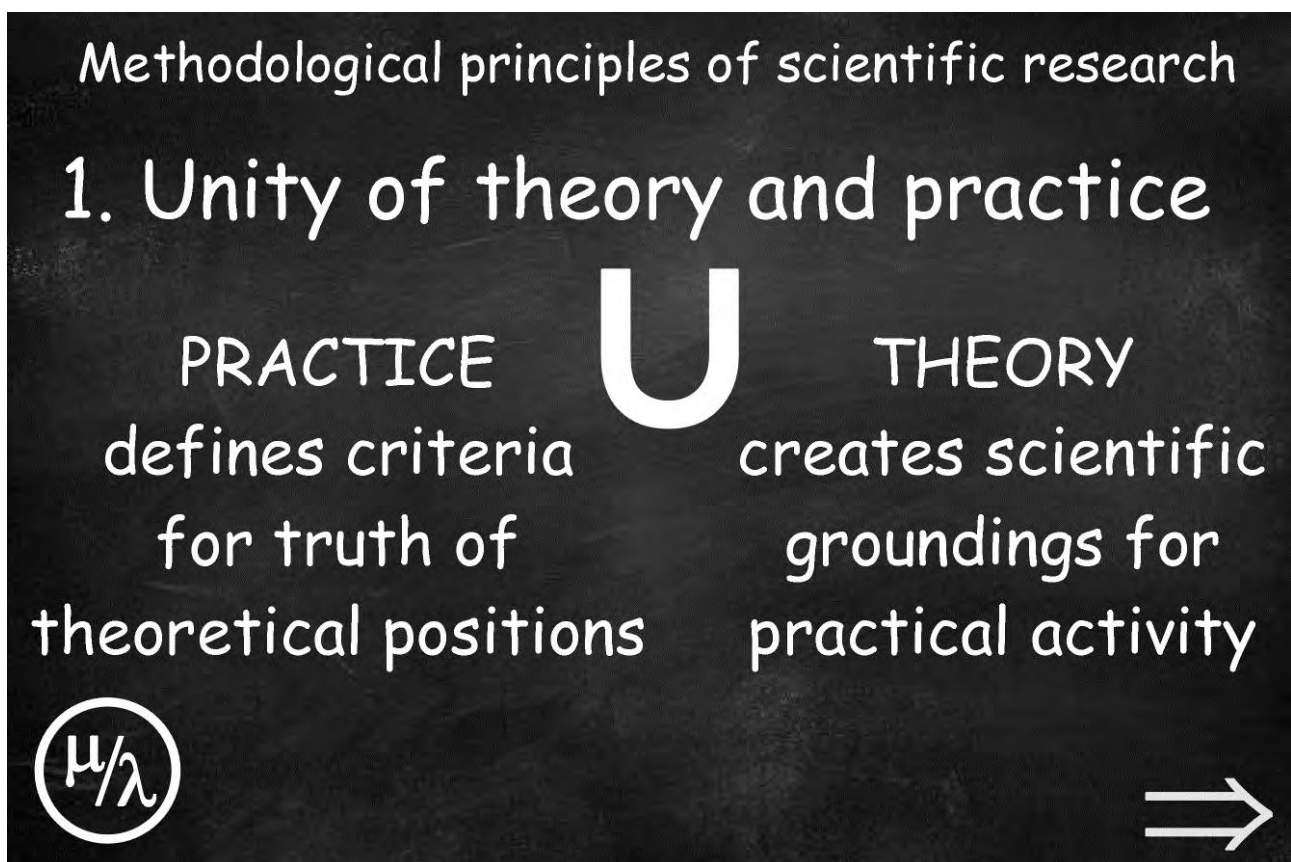 Methodological principles of scientific research
1. Unity of theory and practice
U
PRACTICE
defines criteria
for truth of
theoretical positions
THEORY
creates scientific
groundings for
practical activity
μ/λ
⇒